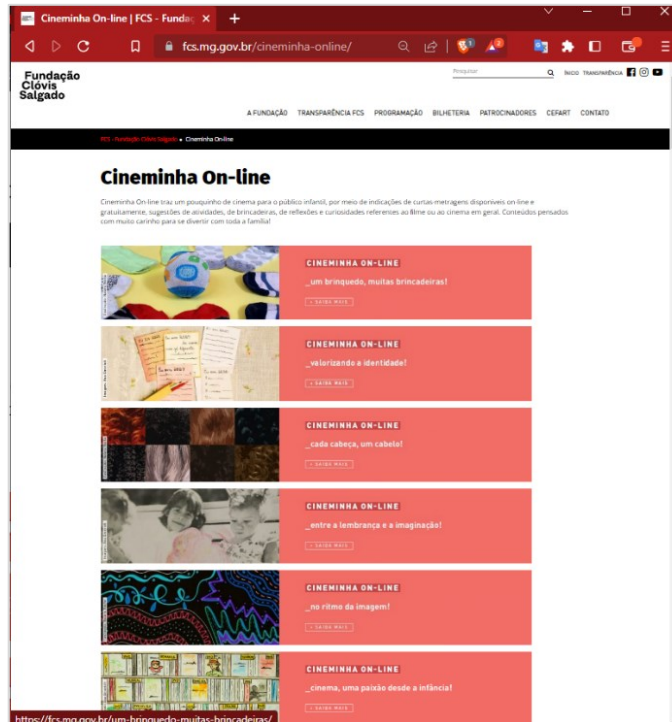 Cineminha On-line | FCS - Fundaç
fcs.mg.gov.br/cineminha-online/
Fundação
Clóvis
Salgado
Pesquisar
INICIO TRANSPARÊNCIA
A FUNDAÇÃO TRANSPARÊNCIA FCS PROGRAMAÇÃO BILHETERIA PATROCINADORES CEFART CONTATO
FCS - Fundação Clóvis Salgado • Cineminha On-line
Cineminha On-line
Cineminha On-line traz um pouquinho de cinema para o público infantil, por meio de indicações de curtas-metragens disponíveis on-line e
gratuitamente, sugestões de atividades, de brincadeiras, de reflexões e curiosidades referentes ao filme ou ao cinema em geral. Conteúdos pensados
com muito carinho para se divertir com toda a família!
CINEMINHA ON-LINE
_um brinquedo, muitas brincadeiras!
+ SAIBA MAIS
CINEMINHA ON-LINE
_valorizando a identidade!
+ SAIBA MAIS
CINEMINHA ON-LINE
_cada cabeça, um cabelo!
+ SAIBA MAIS
CINEMINHA ON-LINE
_entre a lembrança e a imaginação!
+ SAIBA MAIS
CINEMINHA ON-LINE
_no ritmo da imagem!
+ SAIBA MAIS
CINEMINHA ON-LINE
_cinema, uma paixão desde a infância!
+ SAIBA MAIS
https://fcs.mg.gov.br/um-brinquedo-muitas-brincadeiras/